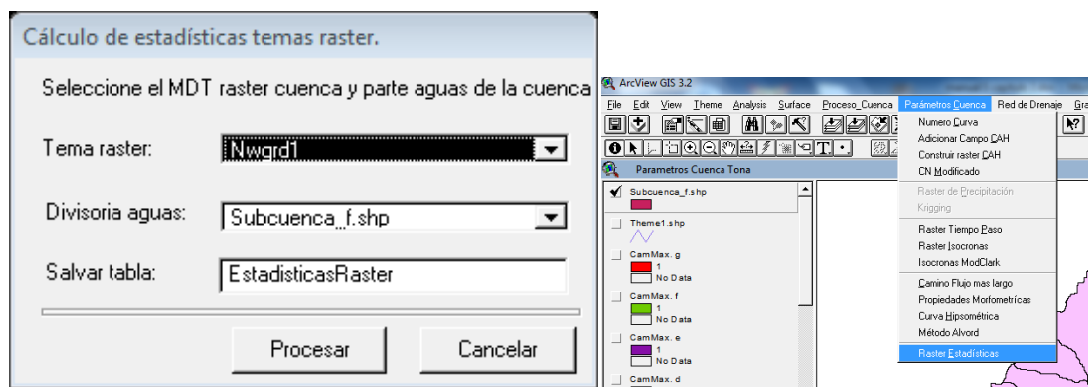 Cálculo de estadísticas temas raster.
Seleccione el MDT raster cuenca y parte aguas de la cuenca
Tema raster: Nwgrd1
Divisoria aguas: Subcuenca_f.shp
Salvar tabla: EstadisticasRaster
Procesar Cancelar
ArcView GIS 3.2
File Edit View Theme Analysis Surface Proceso_Cuenca Parámetros Cuenca Red de Drenaje Gra
Parametros Cuenca Tona
Subcuenca_f.shp
Theme1.shp
CamMax. g
1
No Data
CamMax. f
1
No Data
CamMax. e
1
No Data
CamMax. d
Numero Curva
Adicionar Campo CAH
Construir raster CAH
CN Modificado
Raster de Precipitación
Krigging
Raster Tiempo Paso
Raster Isocronas
Isocronas ModClark
Camino Flujo mas largo
Propiedades Morfometrícas
Curva Hipsométrica
Método Alvord
Raster Estadísticas